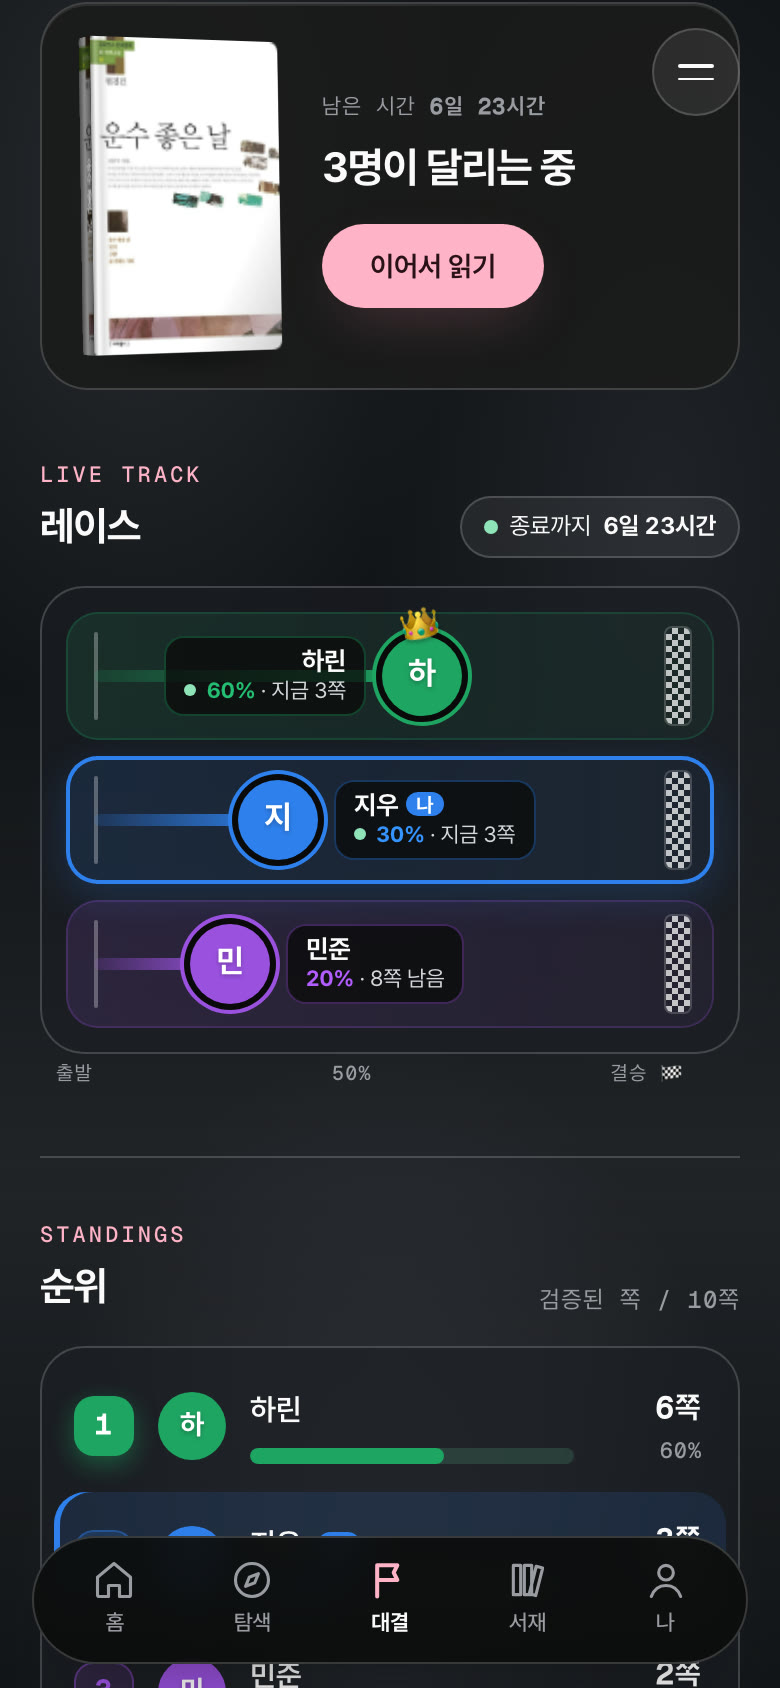 운수 좋은 날
남은 시간 6일 23시간
3명이 달리는 중
이어서 읽기
LIVE TRACK
레이스
종료까지 6일 23시간
하린
60% · 지금 3쪽
하
지
지우 나
30% · 지금 3쪽
민
민준
20% · 8쪽 남음
출발 50% 결승
STANDINGS
순위
검증된 쪽 / 10쪽
1 하 하린 6쪽
60%
민준 2쪽
홈 탐색 대결 서재 나